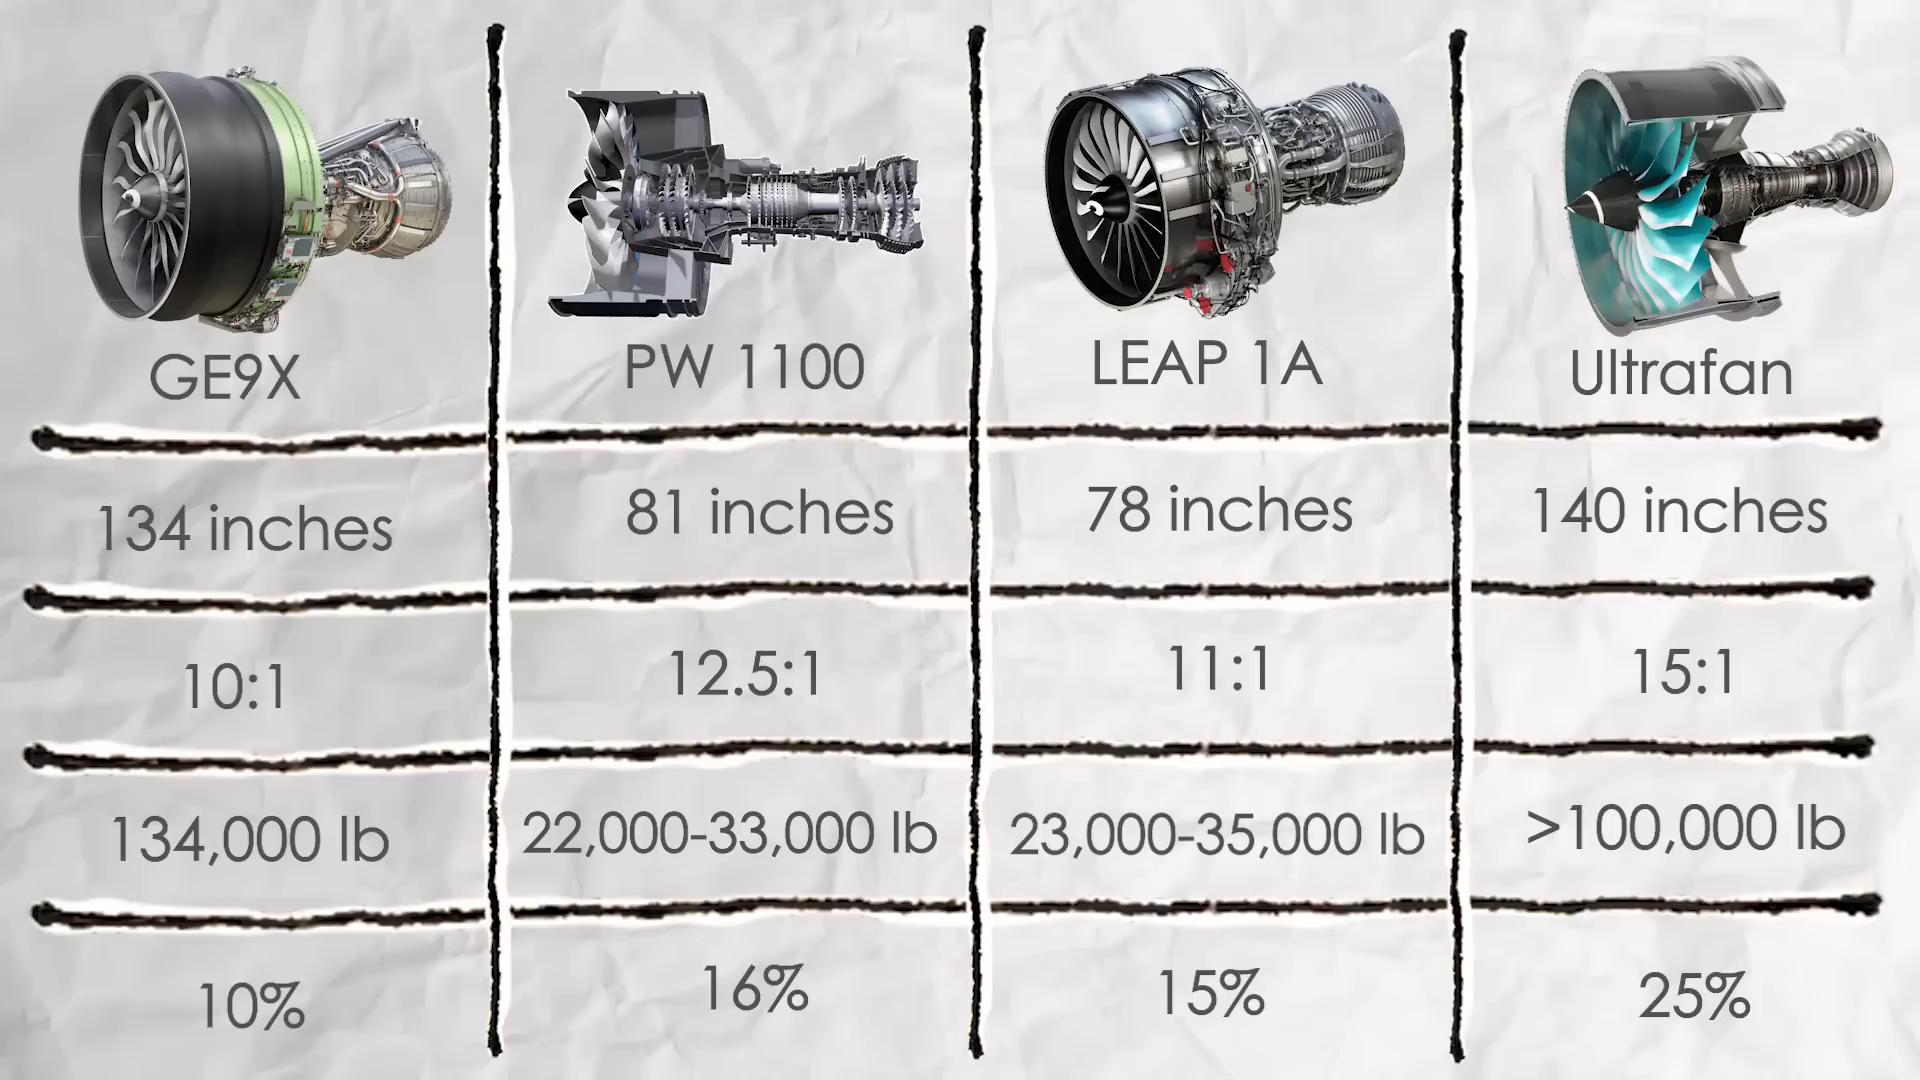 GE9X
PW 1100
LEAP 1A
Ultrafan
134 inches
81 inches
78 inches
140 inches
10:1
12.5:1
11:1
15:1
134,000 lb
22,000-33,000 lb
23,000-35,000 lb
>100,000 lb
10%
16%
15%
25%